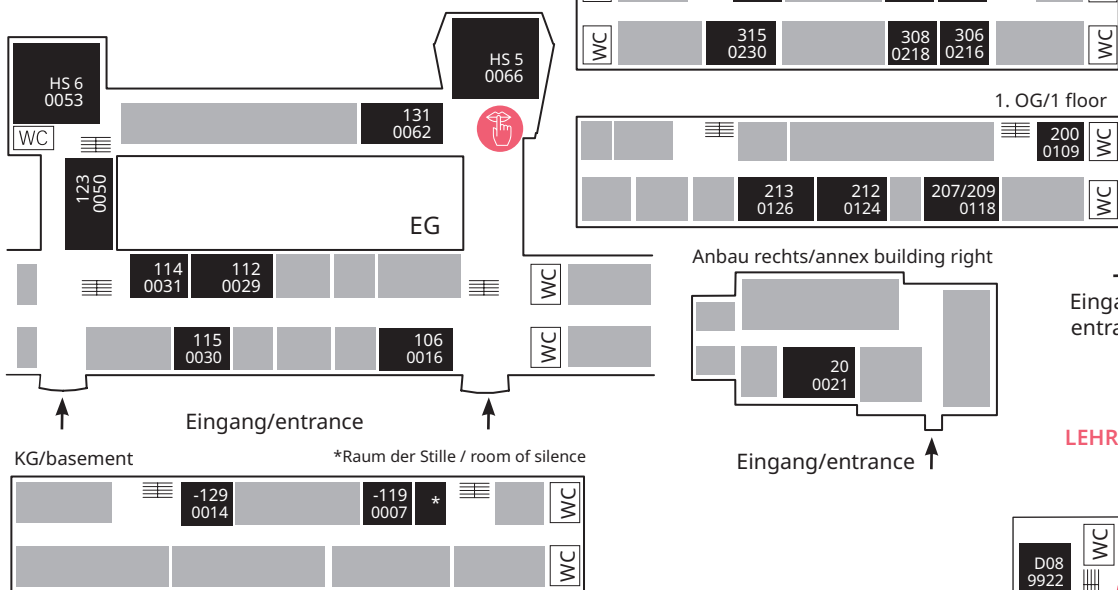 WC
315
0230
308
0218
306
0216
WC
HS 6
0053
WC
131
0062
HS 5
0066
123
0050
EG
114
0031
112
0029
WC
115
0030
106
0016
WC
Eingang/entrance
1. OG/1 floor
200
0109
WC
213
0126
212
0124
207/209
0118
WC
Anbau rechts/annex building right
20
0021
Eingang/entrance
KG/basement
*Raum der Stille / room of silence
-129
0014
-119
0007
*
WC
WC
LEHR
WC
D08
9922